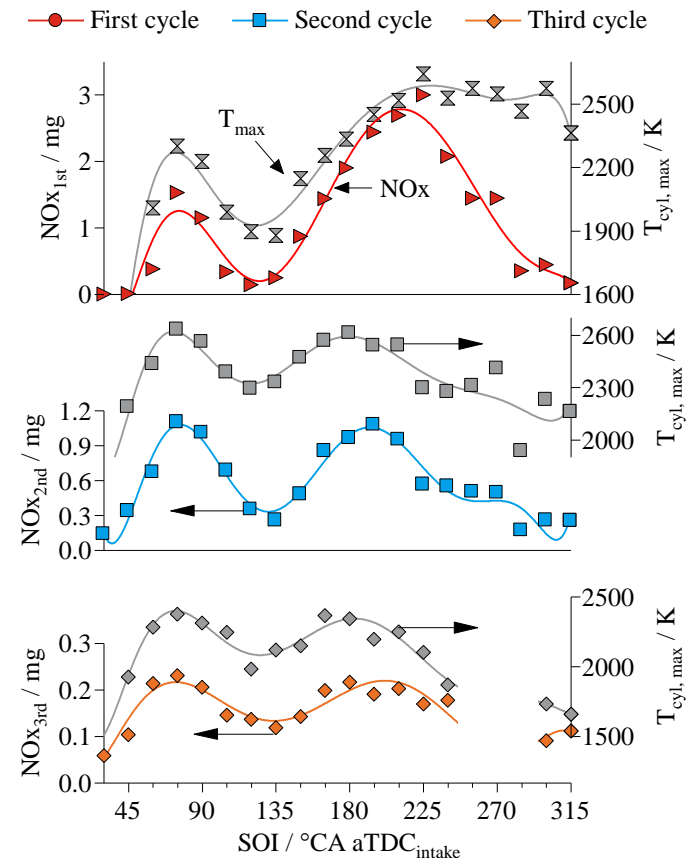 First cycle Second cycle Third cycle
NOx1st / mg
3
2
1
0
Tmax
NOx
2500
2200
1900
1600
Tcyl, max / K
NOx2nd / mg
1.2
0.9
0.6
0.3
0.0
2600
2300
2000
Tcyl, max / K
NOx3rd / mg
0.3
0.2
0.1
0.0
2500
2000
1500
Tcyl, max / K
45 90 135 180 225 270 315
SOI / °CA aTDCintake